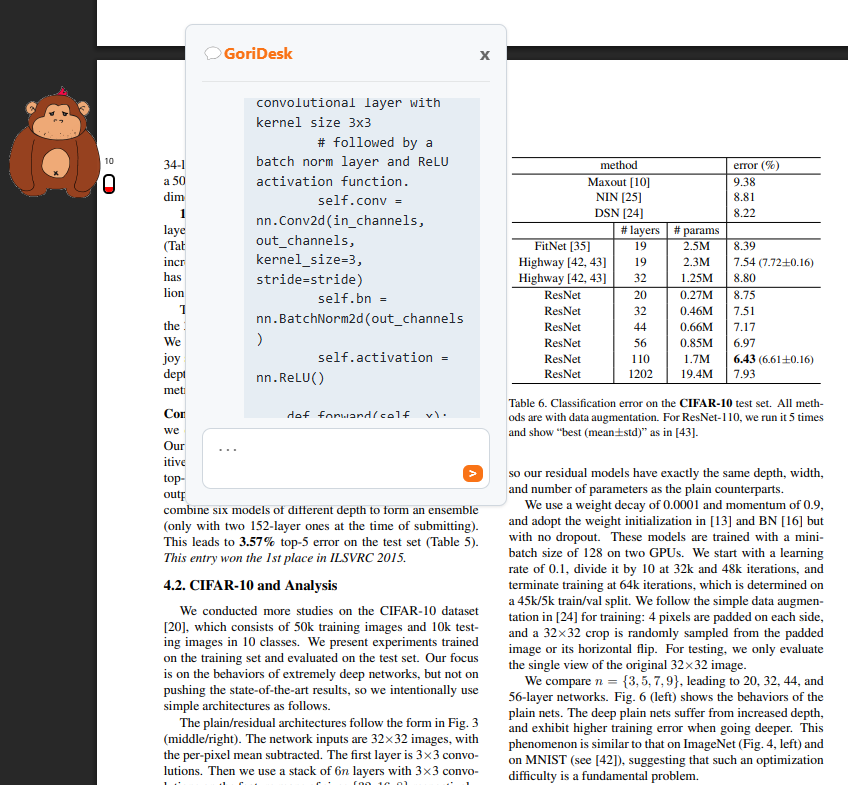 GoriDesk
x
convolutional layer with
kernel size 3x3
# followed by a
batch norm layer and ReLU
activation function.
self.conv =
nn.Conv2d(in_channels,
out_channels,
kernel_size=3,
stride=stride)
self.bn =
nn.BatchNorm2d(out_channels
)
self.activation =
nn.ReLU()
def forward(self, x):
...
>
10
34-l
a 50
dim
1
laye
(Tab
incr
has
lion
T
the
We
joy
dept
metr
Con
we
Our
itive
top-
outp
combine six models of different depth to form an ensemble
(only with two 152-layer ones at the time of submitting).
This leads to 3.57% top-5 error on the test set (Table 5).
This entry won the 1st place in ILSVRC 2015.
4.2. CIFAR-10 and Analysis
We conducted more studies on the CIFAR-10 dataset
[20], which consists of 50k training images and 10k test-
ing images in 10 classes. We present experiments trained
on the training set and evaluated on the test set. Our focus
is on the behaviors of extremely deep networks, but not on
pushing the state-of-the-art results, so we intentionally use
simple architectures as follows.
The plain/residual architectures follow the form in Fig. 3
(middle/right). The network inputs are 32×32 images, with
the per-pixel mean subtracted. The first layer is 3×3 convo-
lutions. Then we use a stack of 6n layers with 3×3 convo-
method error (%)
Maxout [10] 9.38
NIN [25] 8.81
DSN [24] 8.22
# layers # params
FitNet [35] 19 2.5M 8.39
Highway [42, 43] 19 2.3M 7.54 (7.72±0.16)
Highway [42, 43] 32 1.25M 8.80
ResNet 20 0.27M 8.75
ResNet 32 0.46M 7.51
ResNet 44 0.66M 7.17
ResNet 56 0.85M 6.97
ResNet 110 1.7M 6.43 (6.61±0.16)
ResNet 1202 19.4M 7.93
Table 6. Classification error on the CIFAR-10 test set. All meth-
ods are with data augmentation. For ResNet-110, we run it 5 times
and show “best (mean±std)” as in [43].
so our residual models have exactly the same depth, width,
and number of parameters as the plain counterparts.
We use a weight decay of 0.0001 and momentum of 0.9,
and adopt the weight initialization in [13] and BN [16] but
with no dropout. These models are trained with a mini-
batch size of 128 on two GPUs. We start with a learning
rate of 0.1, divide it by 10 at 32k and 48k iterations, and
terminate training at 64k iterations, which is determined on
a 45k/5k train/val split. We follow the simple data augmen-
tation in [24] for training: 4 pixels are padded on each side,
and a 32×32 crop is randomly sampled from the padded
image or its horizontal flip. For testing, we only evaluate
the single view of the original 32×32 image.
We compare n = {3, 5, 7, 9}, leading to 20, 32, 44, and
56-layer networks. Fig. 6 (left) shows the behaviors of the
plain nets. The deep plain nets suffer from increased depth,
and exhibit higher training error when going deeper. This
phenomenon is similar to that on ImageNet (Fig. 4, left) and
on MNIST (see [42]), suggesting that such an optimization
difficulty is a fundamental problem.